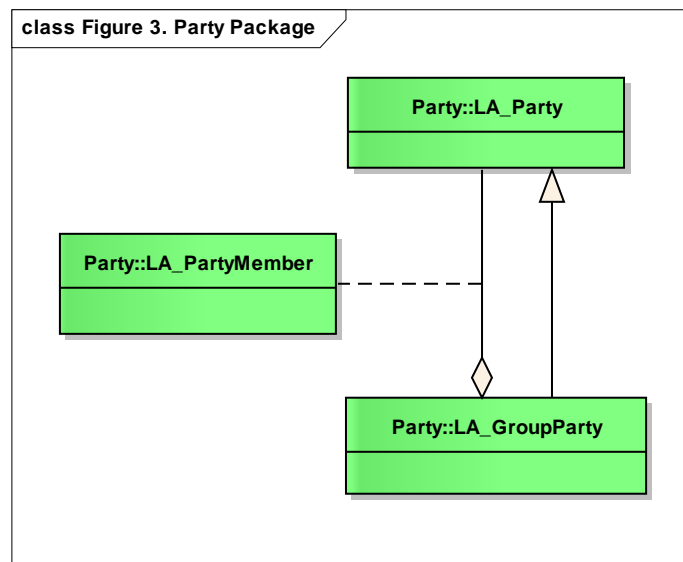 class Figure 3. Party Package
Party::LA_Party
Party::LA_PartyMember
Party::LA_GroupParty